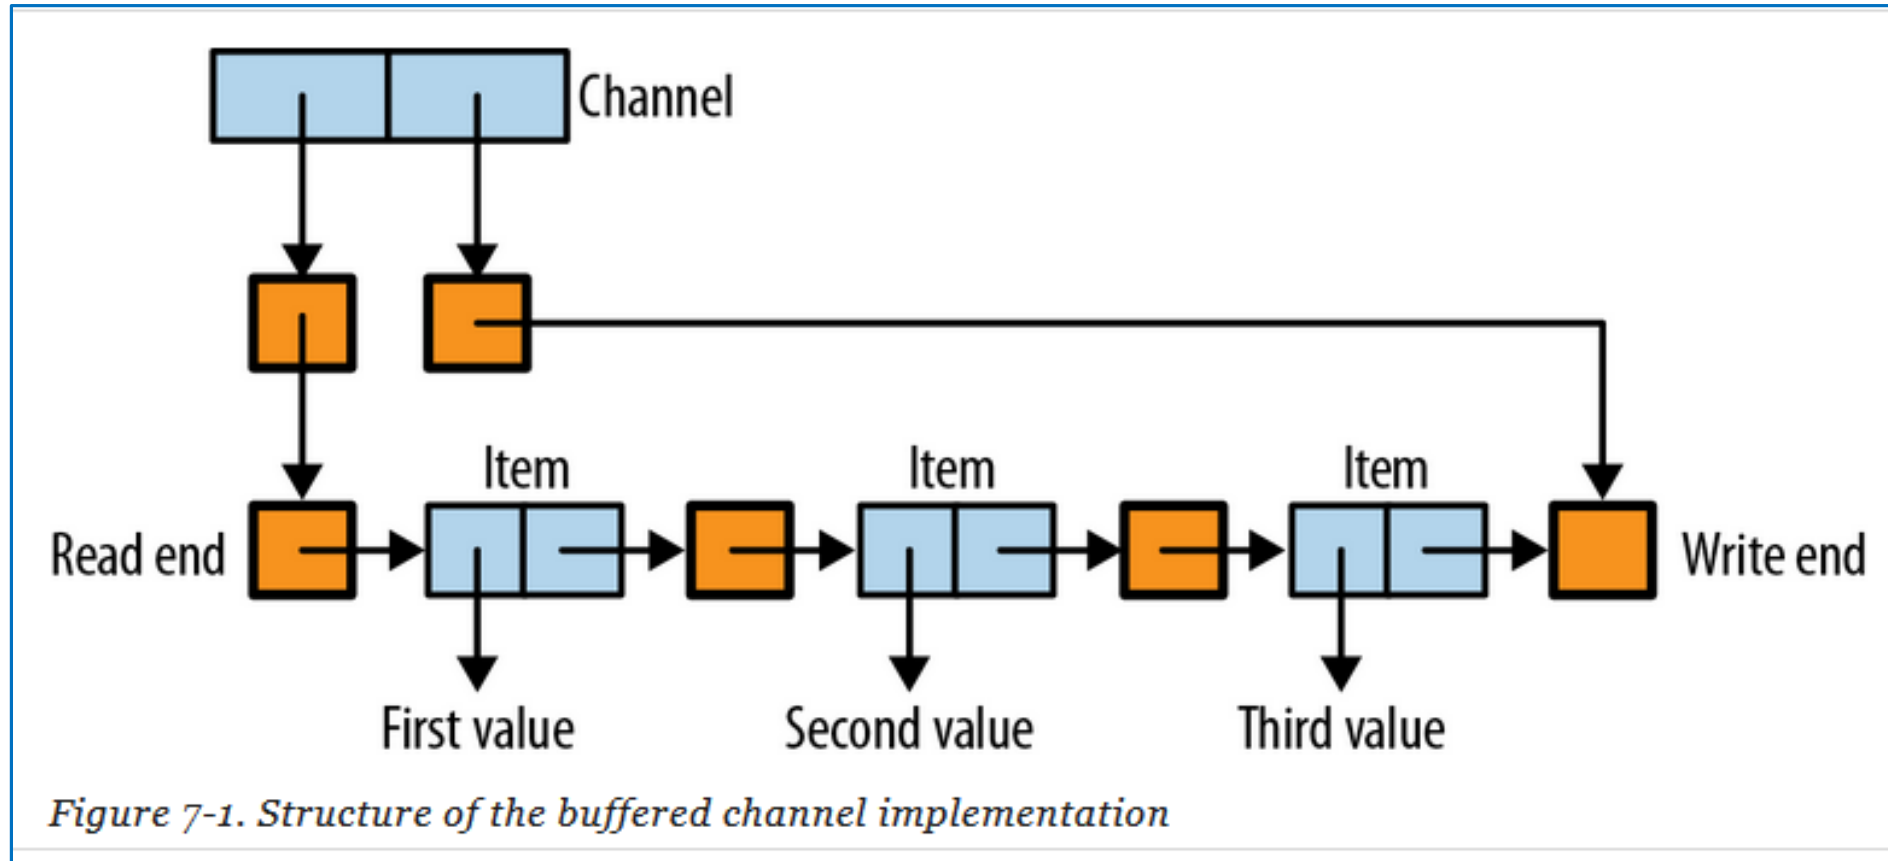 Channel
Item Item Item
Read end Write end
First value Second value Third value
Figure 7-1. Structure of the buffered channel implementation